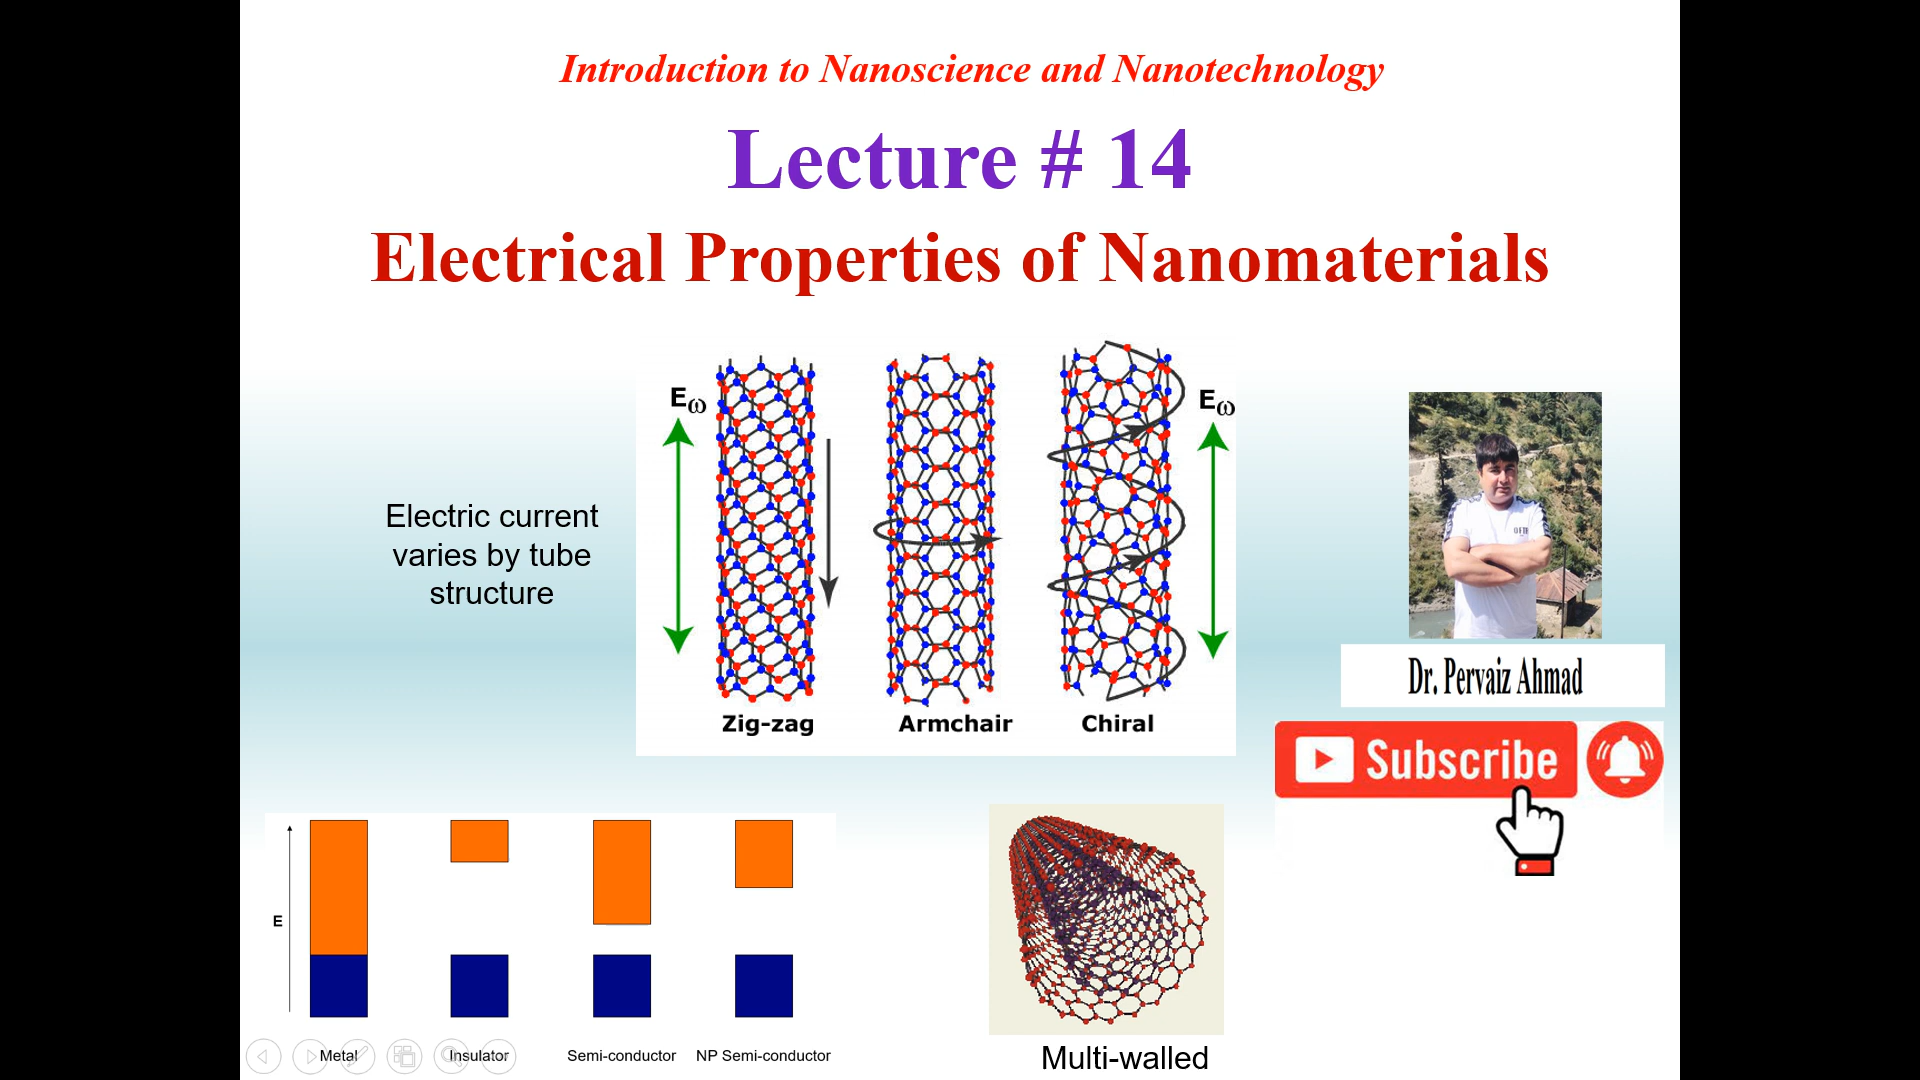 Introduction to Nanoscience and Nanotechnology
Lecture # 14
Electrical Properties of Nanomaterials
Electric current
varies by tube
structure
Eω
Eω
Zig-zag
Armchair
Chiral
Dr. Pervaiz Ahmad
Subscribe
E
Metal
Insulator
Semi-conductor
NP Semi-conductor
Multi-walled